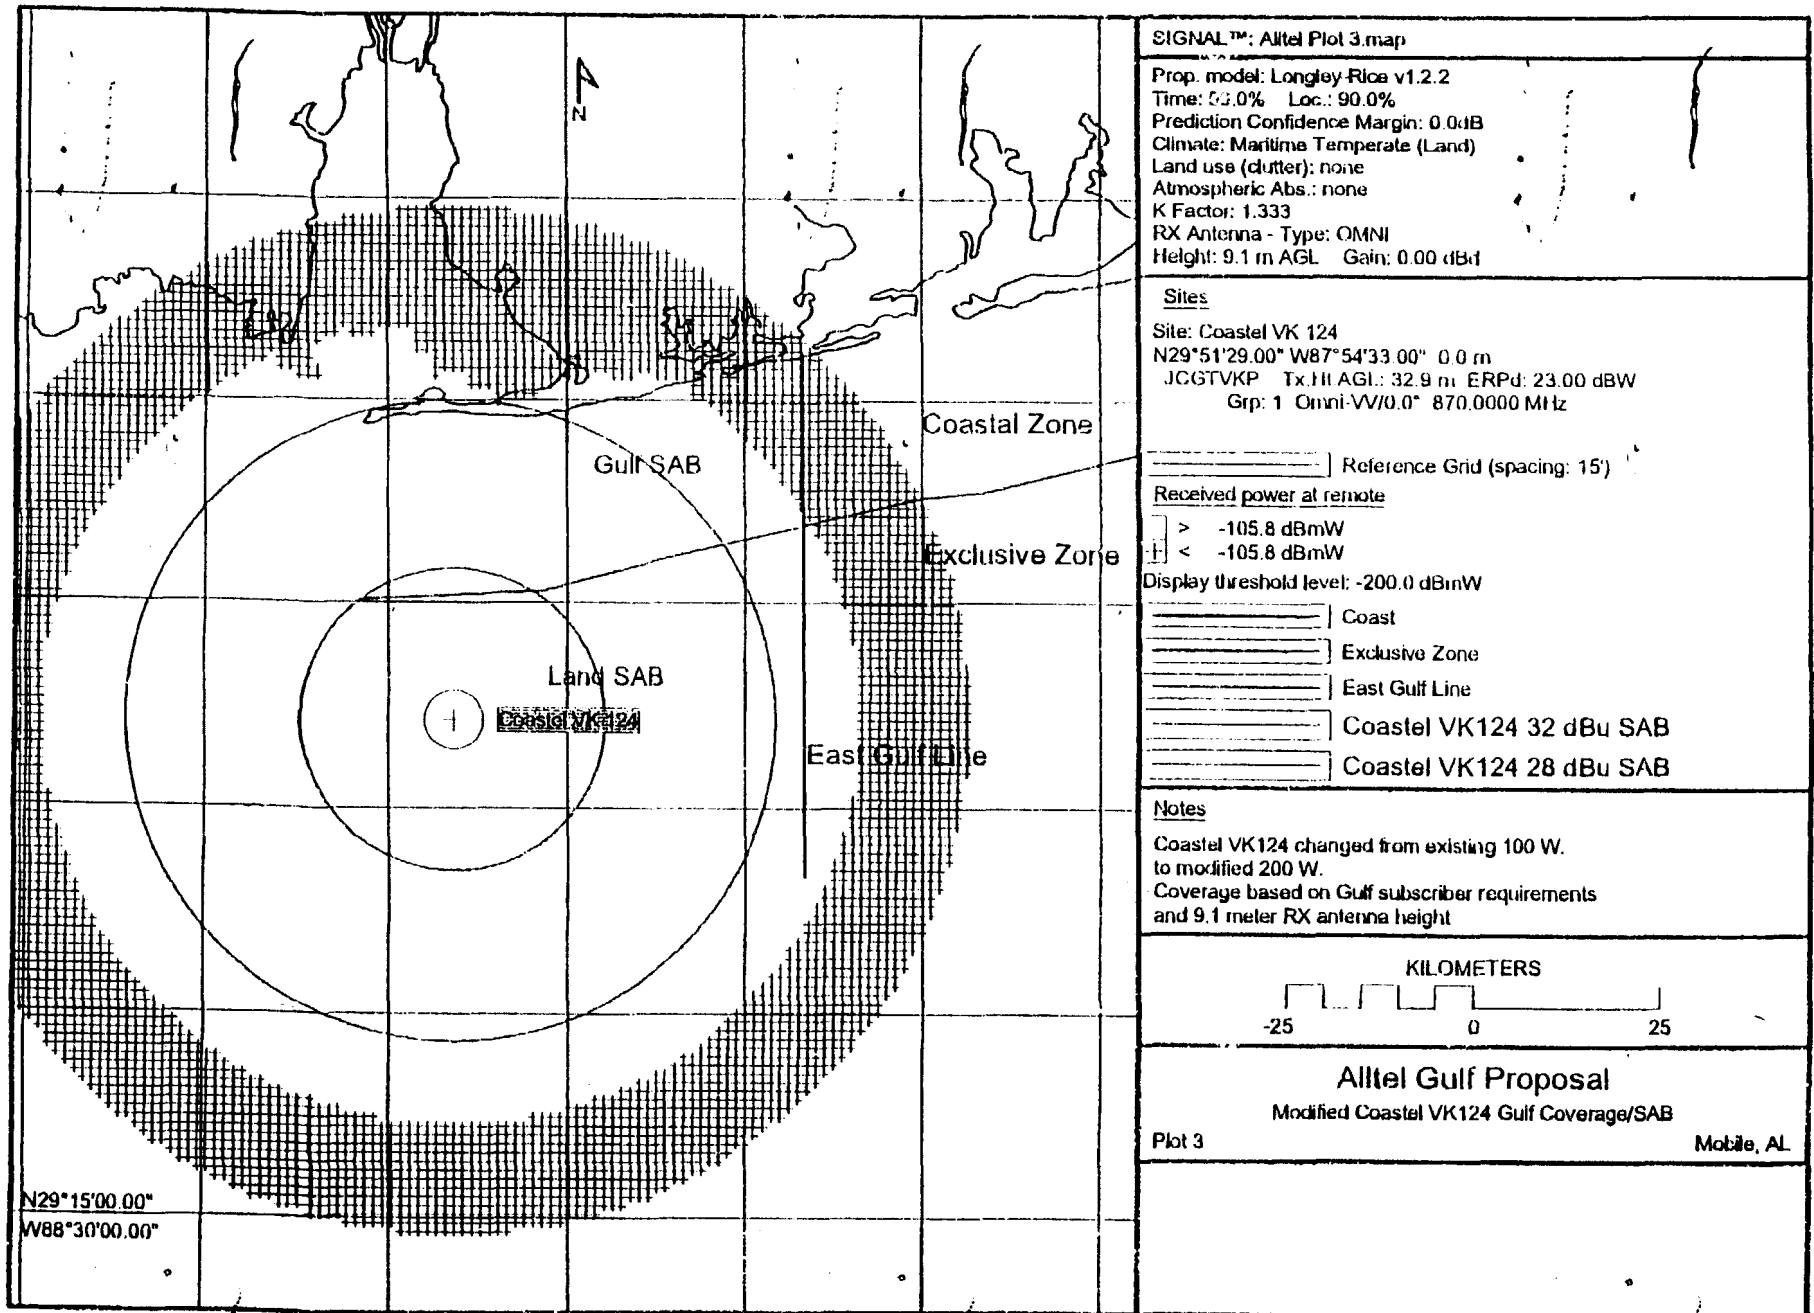 N
Coastal Zone
Gulf SAB
Exclusive Zone
Land SAB
Coastel VK 124
East Gulf Line
N29°15'00.00"
W88°30'00.00"
SIGNAL™: Alltel Plot 3.map
Prop. model: Longley-Rice v1.2.2
Time: 50.0% Loc.: 90.0%
Prediction Confidence Margin: 0.0dB
Climate: Maritime Temperate (Land)
Land use (clutter): none
Atmospheric Abs.: none
K Factor: 1.333
RX Antenna - Type: OMNI
Height: 9.1 m AGL Gain: 0.00 dBd
Sites
Site: Coastel VK 124
N29°51'29.00" W87°54'33.00" 0.0 m
JCGTVKP Tx.Ht.AGL: 32.9 m ERPd: 23.00 dBW
Grp: 1 Omni-VV/0.0° 870.0000 MHz
Reference Grid (spacing: 15')
Received power at remote
> -105.8 dBmW
< -105.8 dBmW
Display threshold level: -200.0 dBmW
Coast
Exclusive Zone
East Gulf Line
Coastel VK124 32 dBu SAB
Coastel VK124 28 dBu SAB
Notes
Coastel VK124 changed from existing 100 W.
to modified 200 W.
Coverage based on Gulf subscriber requirements
and 9.1 meter RX antenna height
KILOMETERS
-25 0 25
Alltel Gulf Proposal
Modified Coastel VK124 Gulf Coverage/SAB
Plot 3 Mobile, AL